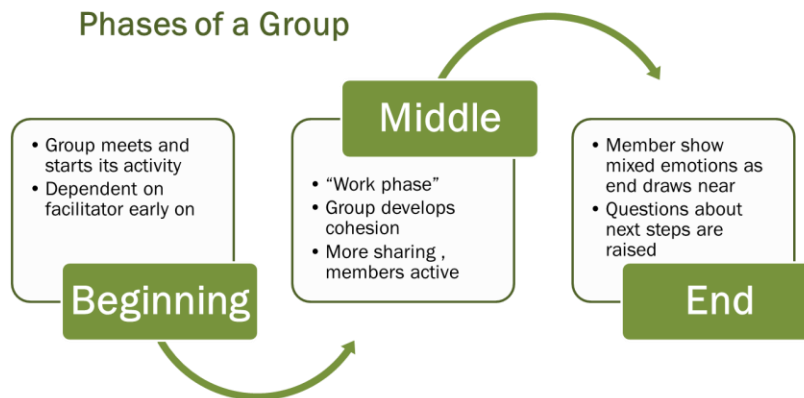 Phases of a Group
• Group meets and
starts its activity
• Dependent on
facilitator early on
Beginning
Middle
• “Work phase”
• Group develops
cohesion
• More sharing ,
members active
• Member show
mixed emotions as
end draws near
• Questions about
next steps are
raised
End